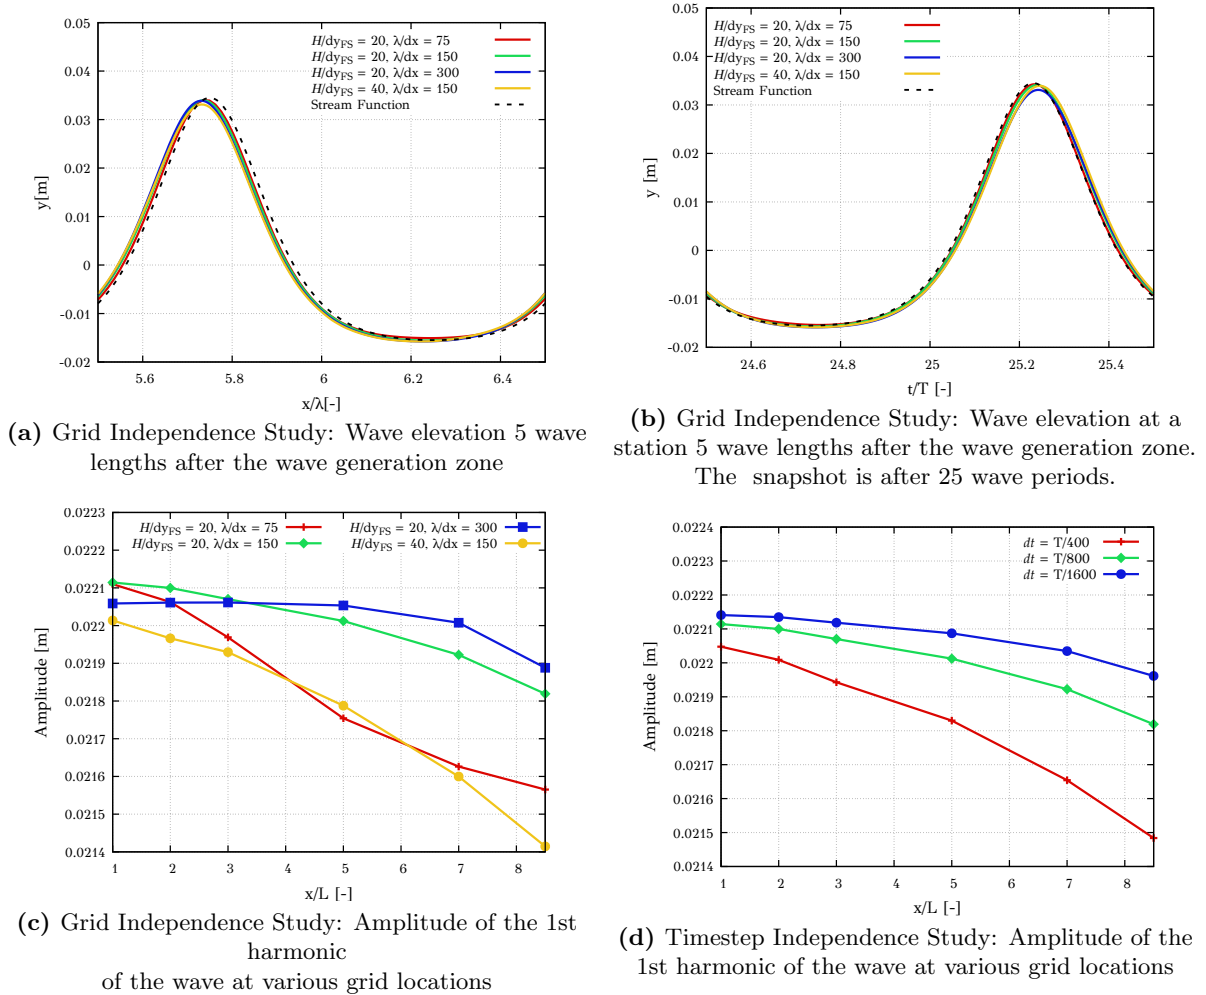 0.05
0.04
0.03
0.02
0.01
0
-0.01
-0.02
y[m]
H/dyFS = 20, λ/dx = 75
H/dyFS = 20, λ/dx = 150
H/dyFS = 20, λ/dx = 300
H/dyFS = 40, λ/dx = 150
Stream Function
5.6 5.8 6 6.2 6.4
x/λ[-]
(a) Grid Independence Study: Wave elevation 5 wave
lengths after the wave generation zone
0.05
0.04
0.03
0.02
0.01
0
-0.01
-0.02
y [m]
H/dyFS = 20, λ/dx = 75
H/dyFS = 20, λ/dx = 150
H/dyFS = 20, λ/dx = 300
H/dyFS = 40, λ/dx = 150
Stream Function
24.6 24.8 25 25.2 25.4
t/T [-]
(b) Grid Independence Study: Wave elevation at a
station 5 wave lengths after the wave generation zone.
The snapshot is after 25 wave periods.
0.0223
0.0222
0.0221
0.022
0.0219
0.0218
0.0217
0.0216
0.0215
0.0214
Amplitude [m]
H/dyFS = 20, λ/dx = 75
H/dyFS = 20, λ/dx = 150
H/dyFS = 20, λ/dx = 300
H/dyFS = 40, λ/dx = 150
1 2 3 4 5 6 7 8
x/L [-]
(c) Grid Independence Study: Amplitude of the 1st
harmonic
of the wave at various grid locations
0.0224
0.0223
0.0222
0.0221
0.022
0.0219
0.0218
0.0217
0.0216
0.0215
0.0214
Amplitude [m]
dt = T/400
dt = T/800
dt = T/1600
1 2 3 4 5 6 7 8
x/L [-]
(d) Timestep Independence Study: Amplitude of the
1st harmonic of the wave at various grid locations